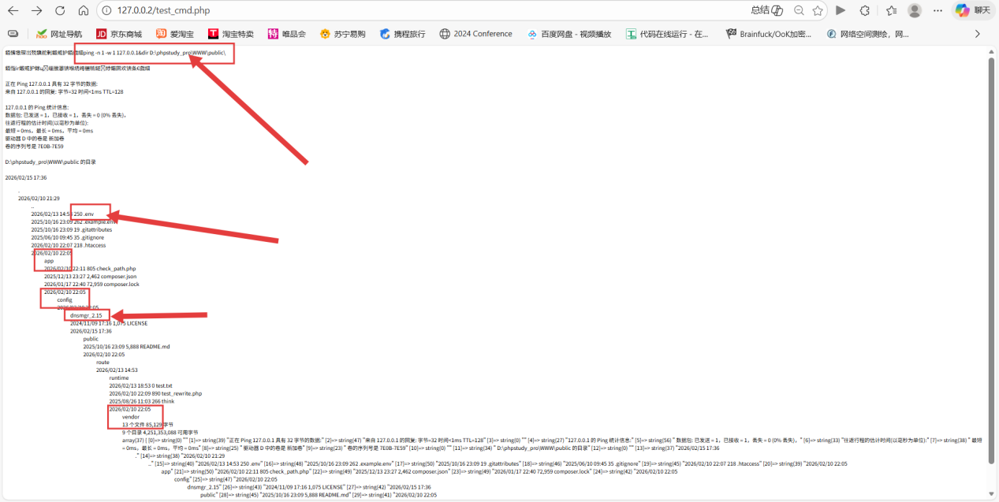 127.0.0.2/test_cmd.php
总结
聊天
网址导航
京东商城
爱淘宝
淘宝特卖
唯品会
苏宁易购
携程旅行
2024 Conference
百度网盘 - 视频播放
代码在线运行 - 在...
Brainfuck/OoK加密...
网络空间测绘，网...
ping -n 1 -w 1 127.0.0.1&dir D:\phpstudy_pro\WWW\public\
正在 Ping 127.0.0.1 具有 32 字节的数据:
来自 127.0.0.1 的回复: 字节=32 时间<1ms TTL=128
127.0.0.1 的 Ping 统计信息:
数据包: 已发送 = 1，已接收 = 1，丢失 = 0 (0% 丢失)，
往返行程的估计时间(以毫秒为单位):
最短 = 0ms，最长 = 0ms，平均 = 0ms
驱动器 D 中的卷是 新加卷
卷的序列号是 7E0B-7E59
D:\phpstudy_pro\WWW\public 的目录
2026/02/15 17:36
.
2026/02/10 21:29
..
2026/02/13 14:53 250 .env
2025/10/16 23:09 262 .example.env
2025/10/16 23:09 19 .gitattributes
2025/06/10 09:45 35 .gitignore
2026/02/10 22:07 218 .htaccess
2026/02/10 22:05
app
2026/02/10 22:11 805 check_path.php
2025/12/13 23:27 2,462 composer.json
2026/01/17 22:40 72,959 composer.lock
2026/02/10 22:05
config
2026/02/10 22:05
dnsmgr_2.15
2024/11/09 17:16 1,075 LICENSE
2026/02/15 17:36
public
2025/10/16 23:09 5,888 README.md
2026/02/10 22:05
route
2026/02/13 14:53
runtime
2026/02/13 18:53 0 test.txt
2026/02/10 22:09 890 test_rewrite.php
2025/08/26 11:03 266 think
2026/02/10 22:05
vendor
13 个文件 85,129 字节
9 个目录 4,251,353,088 可用字节
array(37) { [0]=> string(0) "" [1]=> string(39) "正在 Ping 127.0.0.1 具有 32 字节的数据:" [2]=> string(47) "来自 127.0.0.1 的回复: 字节=32 时间<1ms TTL=128" [3]=> string(0) "" [4]=> string(27) "127.0.0.1 的 Ping 统计信息:" [5]=> string(56) " 数据包: 已发送 = 1，已接收 = 1，丢失 = 0 (0% 丢失)，" [6]=> string(33) "往返行程的估计时间(以毫秒为单位):" [7]=> string(38) " 最短
= 0ms，最长 = 0ms，平均 = 0ms" [8]=> string(25) " 驱动器 D 中的卷是 新加卷" [9]=> string(23) " 卷的序列号是 7E0B-7E59" [10]=> string(0) "" [11]=> string(34) " D:\phpstudy_pro\WWW\public 的目录" [12]=> string(0) "" [13]=> string(37) "2026/02/15 17:36
." [14]=> string(38) "2026/02/10 21:29
.." [15]=> string(40) "2026/02/13 14:53 250 .env" [16]=> string(48) "2025/10/16 23:09 262 .example.env" [17]=> string(50) "2025/10/16 23:09 19 .gitattributes" [18]=> string(46) "2025/06/10 09:45 35 .gitignore" [19]=> string(45) "2026/02/10 22:07 218 .htaccess" [20]=> string(39) "2026/02/10 22:05
app" [21]=> string(50) "2026/02/10 22:11 805 check_path.php" [22]=> string(49) "2025/12/13 23:27 2,462 composer.json" [23]=> string(49) "2026/01/17 22:40 72,959 composer.lock" [24]=> string(42) "2026/02/10 22:05
config" [25]=> string(47) "2026/02/10 22:05
dnsmgr_2.15" [26]=> string(43) "2024/11/09 17:16 1,075 LICENSE" [27]=> string(42) "2026/02/15 17:36
public" [28]=> string(45) "2025/10/16 23:09 5,888 README.md" [29]=> string(41) "2026/02/10 22:05